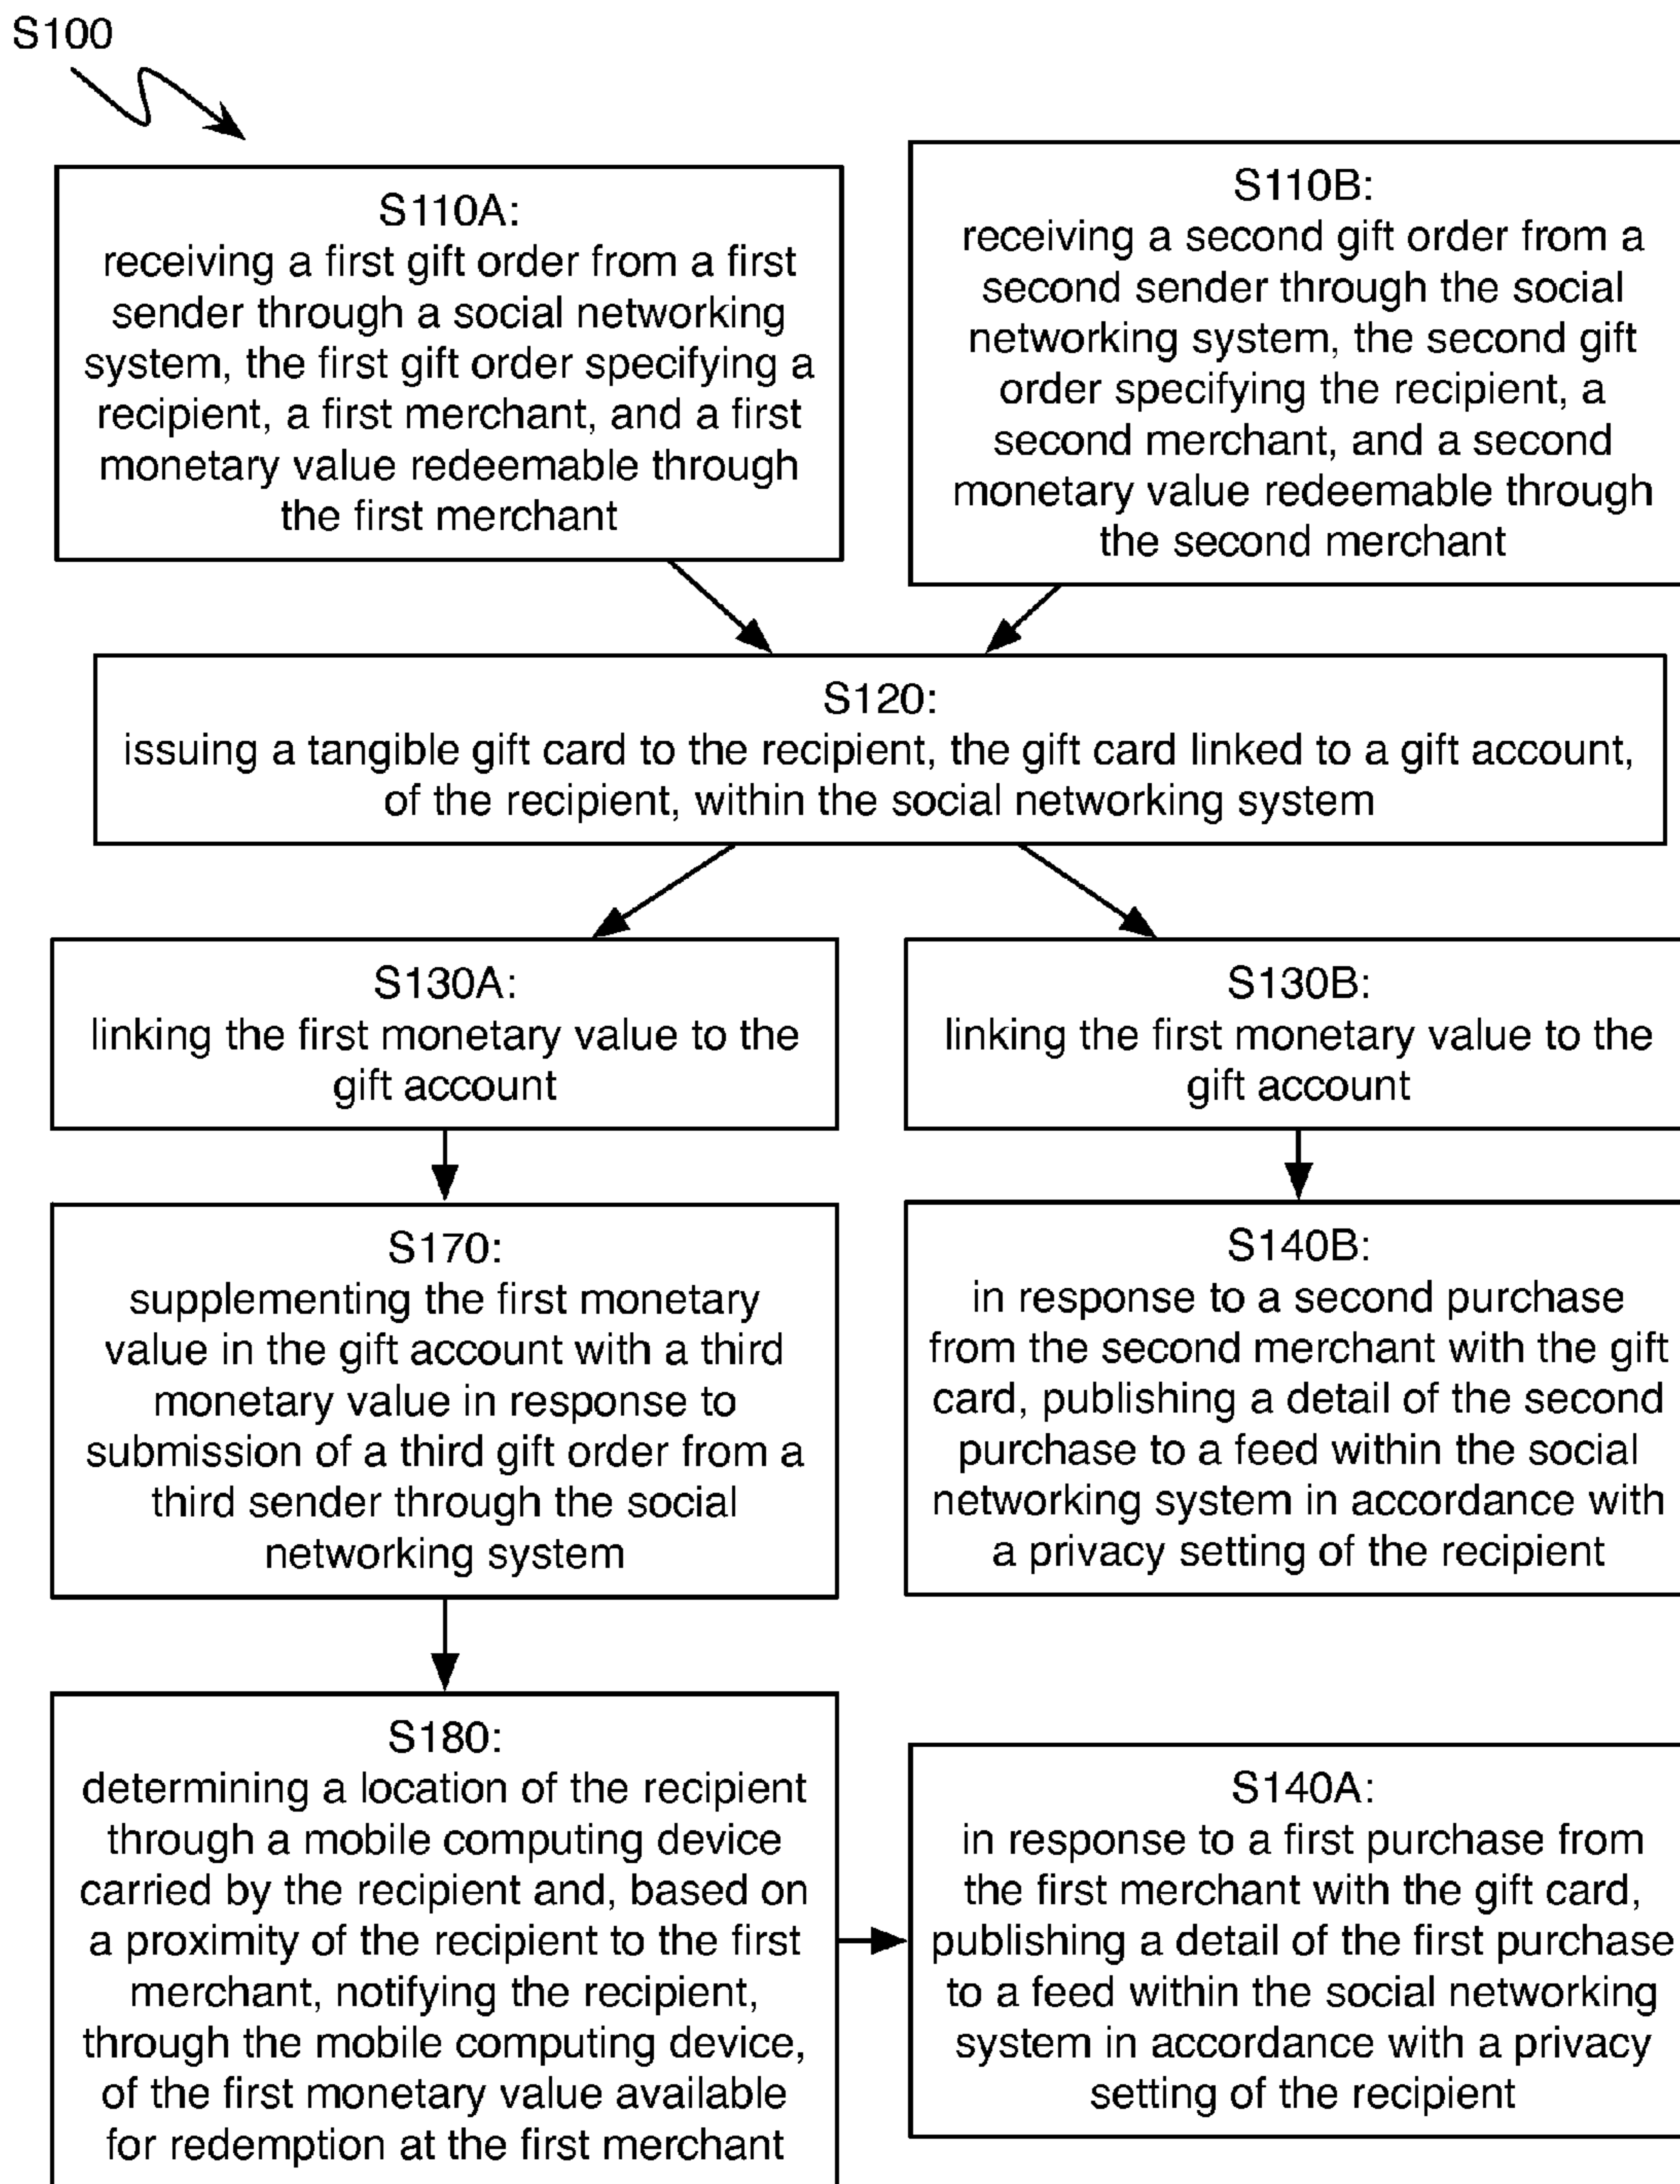 S100
S110A:
receiving a first gift order from a first
sender through a social networking
system, the first gift order specifying a
recipient, a first merchant, and a first
monetary value redeemable through
the first merchant
S110B:
receiving a second gift order from a
second sender through the social
networking system, the second gift
order specifying the recipient, a
second merchant, and a second
monetary value redeemable through
the second merchant
S120:
issuing a tangible gift card to the recipient, the gift card linked to a gift account,
of the recipient, within the social networking system
S130A:
linking the first monetary value to the
gift account
S130B:
linking the first monetary value to the
gift account
S170:
supplementing the first monetary
value in the gift account with a third
monetary value in response to
submission of a third gift order from a
third sender through the social
networking system
S140B:
in response to a second purchase
from the second merchant with the gift
card, publishing a detail of the second
purchase to a feed within the social
networking system in accordance with
a privacy setting of the recipient
S180:
determining a location of the recipient
through a mobile computing device
carried by the recipient and, based on
a proximity of the recipient to the first
merchant, notifying the recipient,
through the mobile computing device,
of the first monetary value available
for redemption at the first merchant
S140A:
in response to a first purchase from
the first merchant with the gift card,
publishing a detail of the first purchase
to a feed within the social networking
system in accordance with a privacy
setting of the recipient